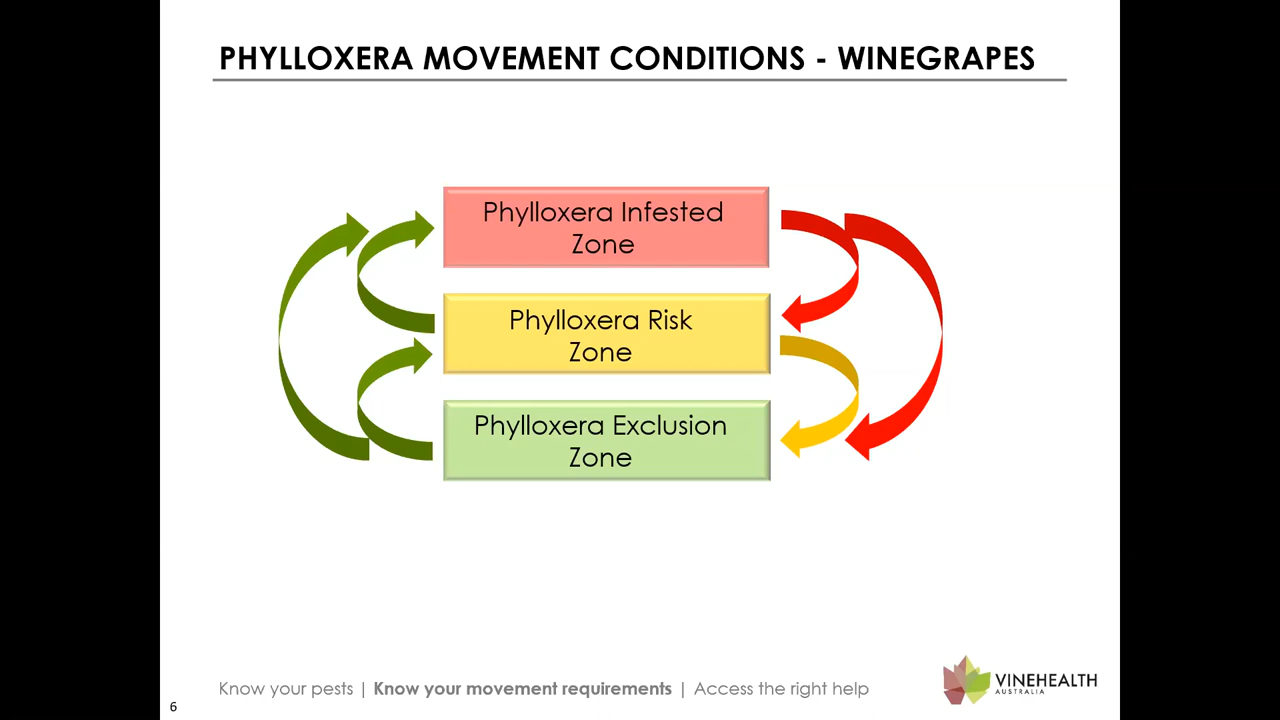 PHYLLOXERA MOVEMENT CONDITIONS - WINEGRAPES
Phylloxera Infested
Zone
Phylloxera Risk
Zone
Phylloxera Exclusion
Zone
Know your pests | Know your movement requirements | Access the right help
VINEHEALTH
AUSTRALIA
6